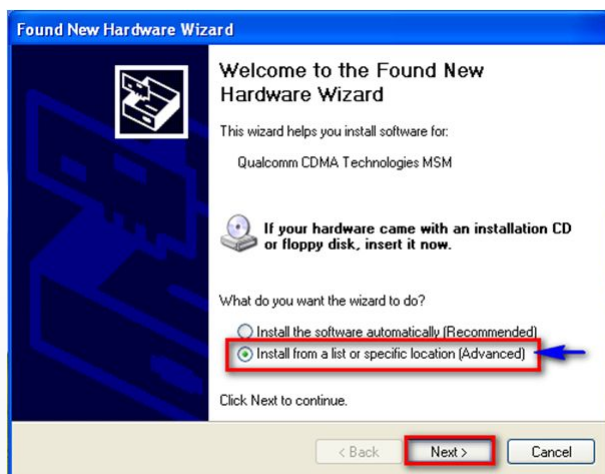 Found New Hardware Wizard
Welcome to the Found New
Hardware Wizard
This wizard helps you install software for:
Qualcomm CDMA Technologies MSM
If your hardware came with an installation CD
or floppy disk, insert it now.
What do you want the wizard to do?
Install the software automatically (Recommended)
Install from a list or specific location (Advanced)
Click Next to continue.
< Back
Next >
Cancel